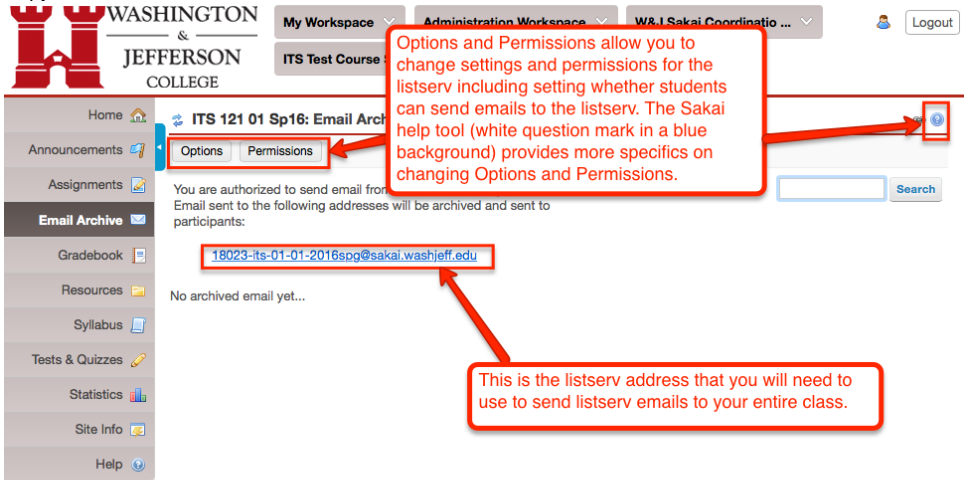 WASHINGTON
&
JEFFERSON
COLLEGE
My Workspace
Administration Workspace
W&J Sakai Coordinatio ...
Logout
ITS Test Course
Options and Permissions allow you to
change settings and permissions for the
listserv including setting whether students
can send emails to the listserv. The Sakai
help tool (white question mark in a blue
background) provides more specifics on
changing Options and Permissions.
Home
Announcements
Assignments
Email Archive
Gradebook
Resources
Syllabus
Tests & Quizzes
Statistics
Site Info
Help
ITS 121 01 Sp16: Email Arch
Options
Permissions
You are authorized to send email from
Email sent to the following addresses will be archived and sent to
participants:
Search
18023-its-01-01-2016spg@sakai.washjeff.edu
No archived email yet...
This is the listserv address that you will need to
use to send listserv emails to your entire class.